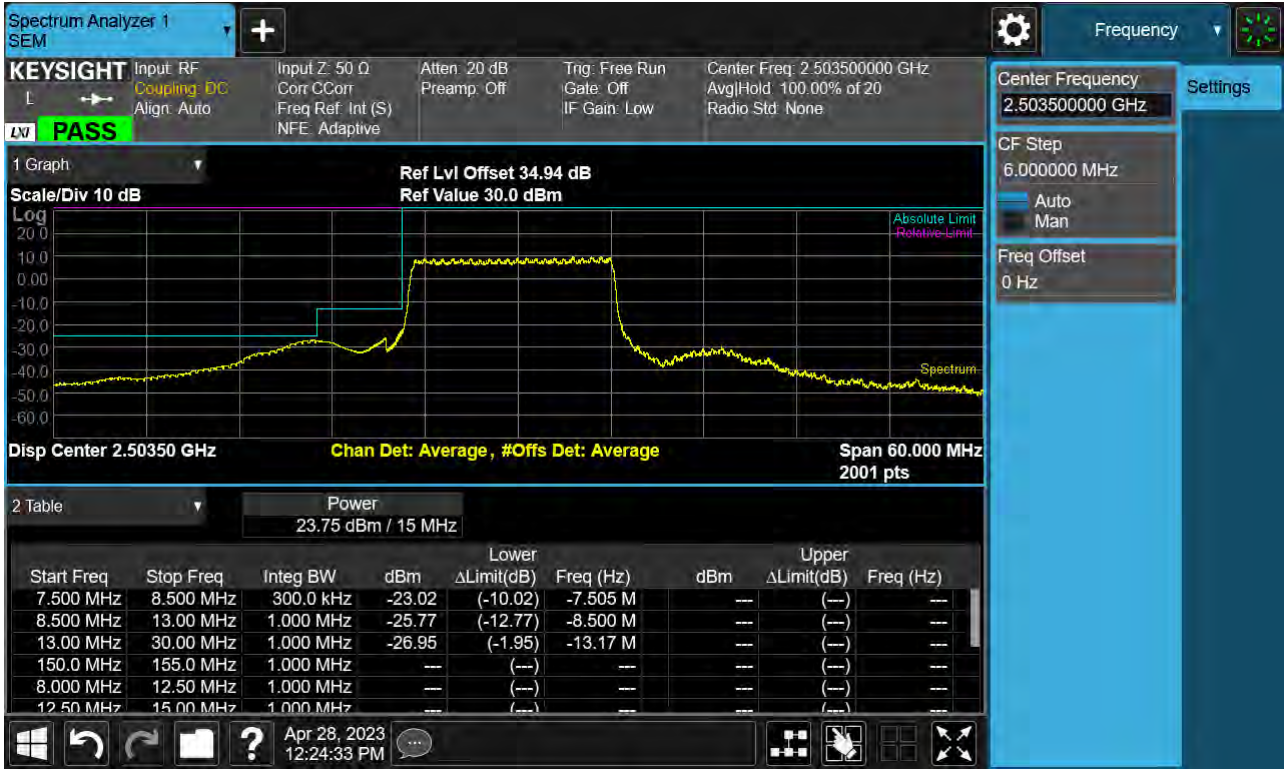 Spectrum Analyzer 1
SEM
Frequency
KEYSIGHT
L
LXI PASS
Input: RF
Coupling: DC
Align: Auto
Input Z: 50 Ω
Corr CCorr
Freq Ref: Int (S)
NFE: Adaptive
Atten: 20 dB
Preamp: Off
Trig: Free Run
Gate: Off
IF Gain: Low
Center Freq: 2.503500000 GHz
Avg|Hold: 100.00% of 20
Radio Std: None
Center Frequency
2.503500000 GHz
Settings
CF Step
6.000000 MHz
Auto
Man
Freq Offset
0 Hz
1 Graph
Scale/Div 10 dB
Ref Lvl Offset 34.94 dB
Ref Value 30.0 dBm
Log
20.0
10.0
0.00
-10.0
-20.0
-30.0
-40.0
-50.0
-60.0
Absolute Limit
Relative Limit
Spectrum
Disp Center 2.50350 GHz
Chan Det: Average , #Offs Det: Average
Span 60.000 MHz
2001 pts
2 Table
Power
23.75 dBm / 15 MHz
Lower Upper
Start Freq Stop Freq Integ BW dBm ΔLimit(dB) Freq (Hz) dBm ΔLimit(dB) Freq (Hz)
7.500 MHz 8.500 MHz 300.0 kHz -23.02 (-10.02) -7.505 M --- (---) ---
8.500 MHz 13.00 MHz 1.000 MHz -25.77 (-12.77) -8.500 M --- (---) ---
13.00 MHz 30.00 MHz 1.000 MHz -26.95 (-1.95) -13.17 M --- (---) ---
150.0 MHz 155.0 MHz 1.000 MHz --- (---) --- --- (---) ---
8.000 MHz 12.50 MHz 1.000 MHz --- (---) --- --- (---) ---
12.50 MHz 15.00 MHz 1.000 MHz --- (---) --- --- (---) ---
Apr 28, 2023
12:24:33 PM